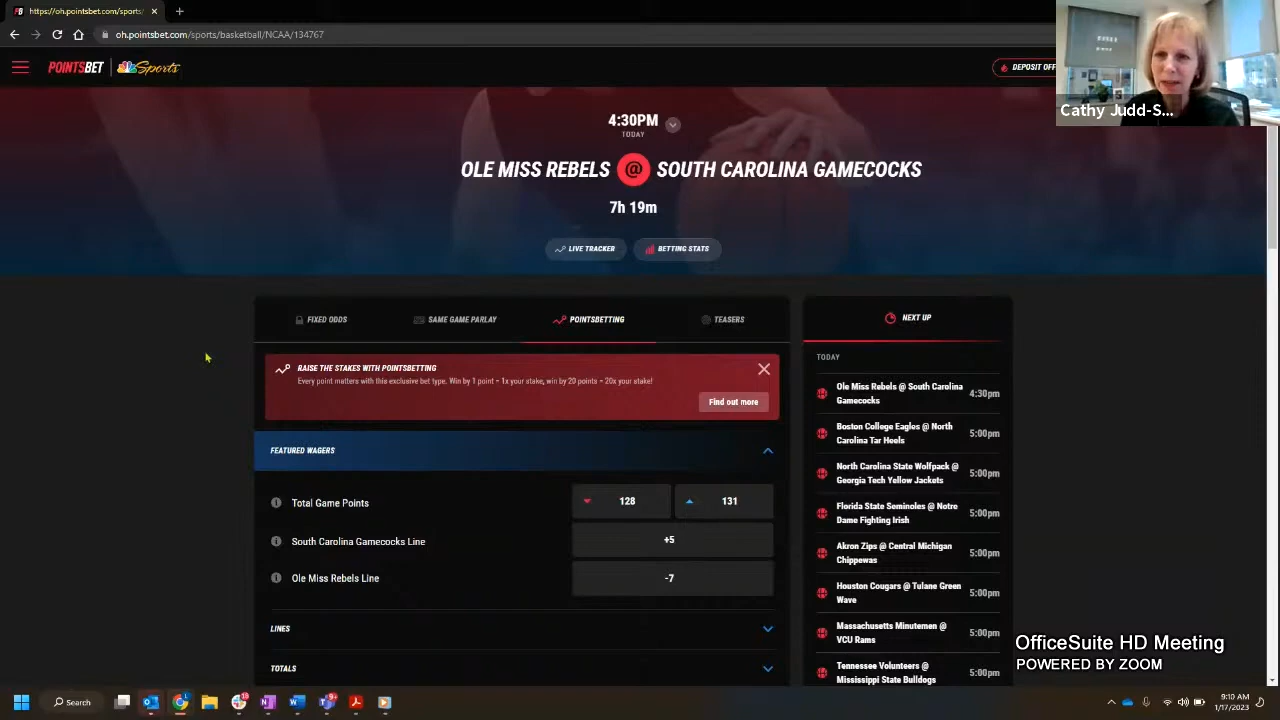 https://oh.pointsbet.com/sports/
oh.pointsbet.com/sports/basketball/NCAA/134767
POINTSBET
NBC Sports
DEPOSIT OFF
Cathy Judd-S...
4:30PM
TODAY
OLE MISS REBELS @ SOUTH CAROLINA GAMECOCKS
7h 19m
LIVE TRACKER
BETTING STATS
FIXED ODDS
SAME GAME PARLAY
POINTSBETTING
TEASERS
RAISE THE STAKES WITH POINTSBETTING
Every point matters with this exclusive bet type. Win by 1 point = 1x your stake, win by 20 points = 20x your stake!
Find out more
FEATURED WAGERS
Total Game Points
128
131
South Carolina Gamecocks Line
+5
Ole Miss Rebels Line
-7
LINES
TOTALS
NEXT UP
TODAY
Ole Miss Rebels @ South Carolina
Gamecocks
4:30pm
Boston College Eagles @ North
Carolina Tar Heels
5:00pm
North Carolina State Wolfpack @
Georgia Tech Yellow Jackets
5:00pm
Florida State Seminoles @ Notre
Dame Fighting Irish
5:00pm
Akron Zips @ Central Michigan
Chippewas
5:00pm
Houston Cougars @ Tulane Green
Wave
5:00pm
Massachusetts Minutemen @
VCU Rams
5:00pm
Tennessee Volunteers @
Mississippi State Bulldogs
5:00pm
OfficeSuite HD Meeting
POWERED BY ZOOM
Search
9:10 AM
1/17/2023